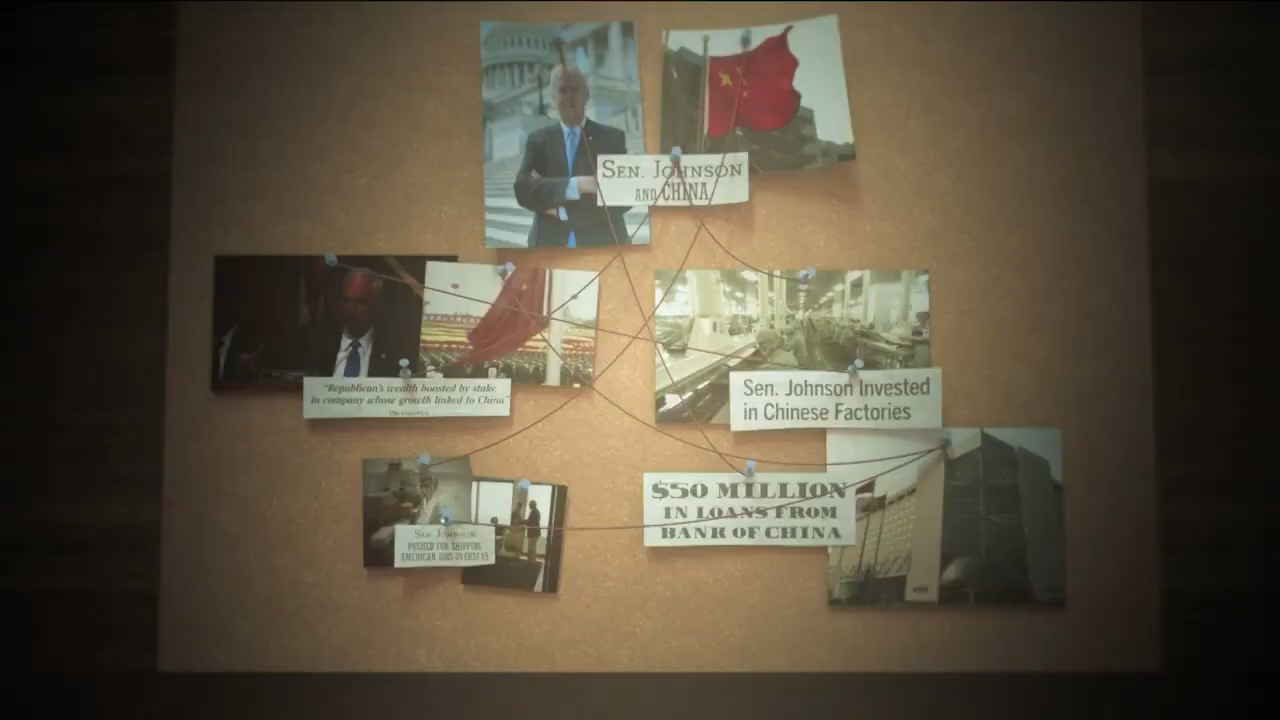 SEN. JOHNSON
AND CHINA
"Republican's wealth boosted by stake
in company whose growth linked to China"
Sen. Johnson Invested
in Chinese Factories
$50 MILLION
IN LOANS FROM
BANK OF CHINA
SEN. JOHNSON
PUSHED FOR SHIPPING
AMERICAN JOBS OVERSEAS